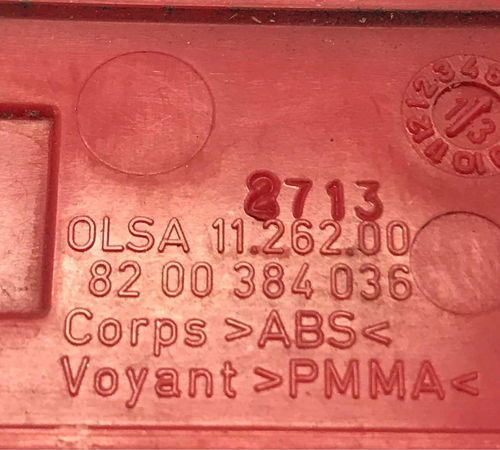 2713
OLSA 11.262.00
82 00 384 036
Corps >ABS<
Voyant >PMMA<